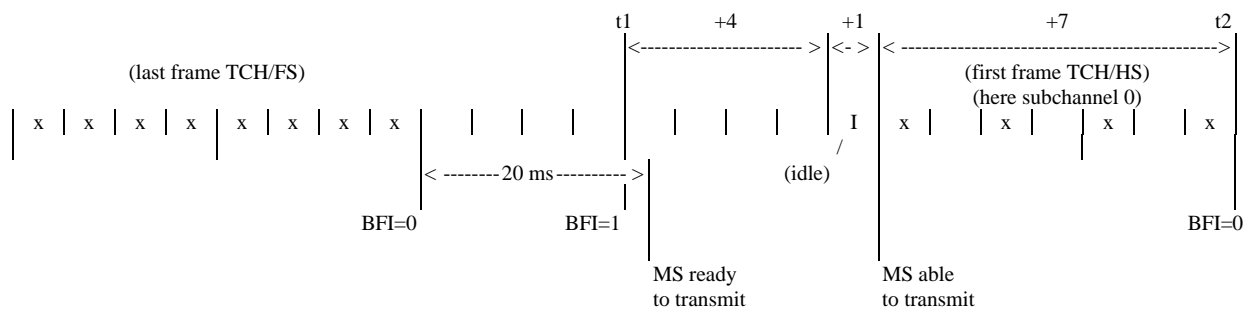 t1 +4 +1 +7 t2
<------------------------ > <- > < -------------------------------------------------->
(last frame TCH/FS) (first frame TCH/HS)
(here subchannel 0)
x x x x x x x x I x x x x
/
< --------20 ms---------- > (idle)
BFI=0 BFI=1 BFI=0
MS ready MS able
to transmit to transmit